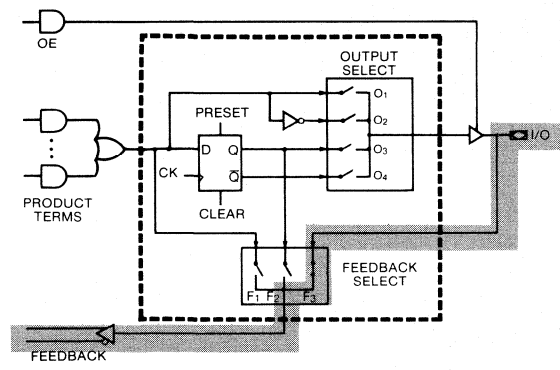 OE
OUTPUT
SELECT
O1
PRESET
O2
I/O
D
Q
O3
CK
Q̅
O4
PRODUCT
TERMS
CLEAR
FEEDBACK
SELECT
F1
F2
F3
FEEDBACK